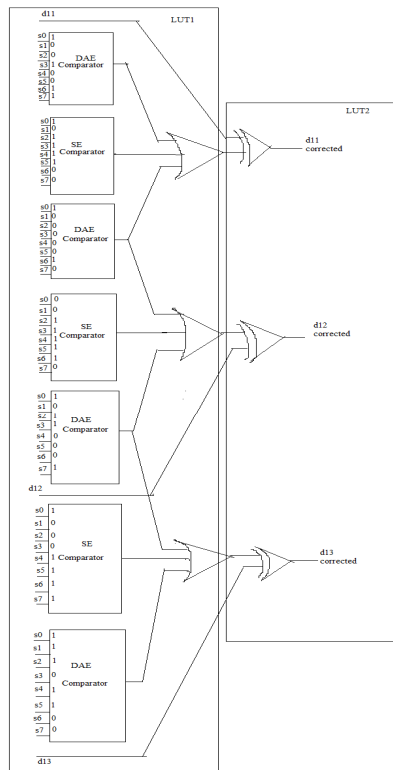 d11 LUT1
s0 1
s1 0
s2 0
s3 1
s4 0
s5 0
s6 1
s7 1
DAE
Comparator
LUT2
s0 1
s1 0
s2 1
s3 1
s4 1
s5 1
s6 0
s7 0
SE
Comparator
d11
corrected
s0 1
s1 0
s2 0
s3 0
s4 0
s5 0
s6 1
s7 0
DAE
Comparator
s0 0
s1 0
s2 1
s3 1
s4 1
s5 1
s6 1
s7 0
SE
Comparator
d12
corrected
s0 1
s1 0
s2 1
s3 1
s4 0
s5 0
s6 0
s7 1
DAE
Comparator
d12
s0 1
s1 0
s2 0
s3 0
s4 1
s5 1
s6 1
s7 1
SE
Comparator
d13
corrected
s0 1
s1 1
s2 1
s3 0
s4 1
s5 1
s6 0
s7 0
DAE
Comparator
d13